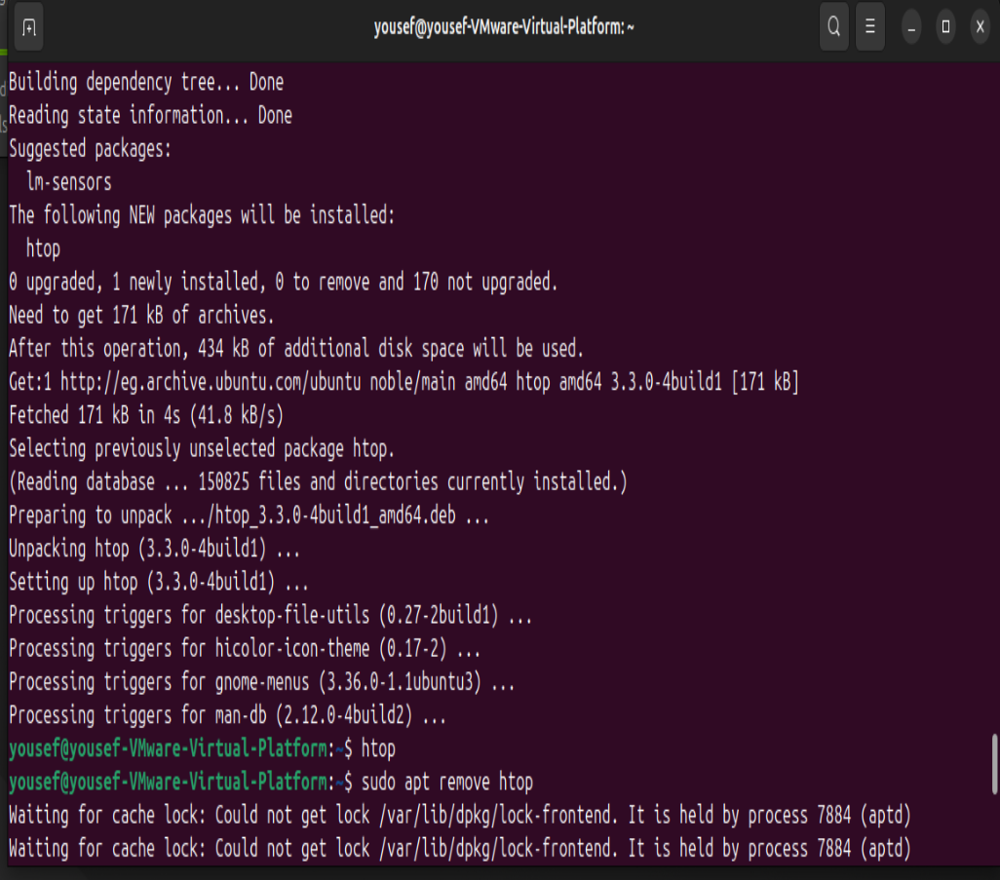 yousef@yousef-VMware-Virtual-Platform: ~
Building dependency tree... Done
Reading state information... Done
Suggested packages:
  lm-sensors
The following NEW packages will be installed:
  htop
0 upgraded, 1 newly installed, 0 to remove and 170 not upgraded.
Need to get 171 kB of archives.
After this operation, 434 kB of additional disk space will be used.
Get:1 http://eg.archive.ubuntu.com/ubuntu noble/main amd64 htop amd64 3.3.0-4build1 [171 kB]
Fetched 171 kB in 4s (41.8 kB/s)
Selecting previously unselected package htop.
(Reading database ... 150825 files and directories currently installed.)
Preparing to unpack .../htop_3.3.0-4build1_amd64.deb ...
Unpacking htop (3.3.0-4build1) ...
Setting up htop (3.3.0-4build1) ...
Processing triggers for desktop-file-utils (0.27-2build1) ...
Processing triggers for hicolor-icon-theme (0.17-2) ...
Processing triggers for gnome-menus (3.36.0-1.1ubuntu3) ...
Processing triggers for man-db (2.12.0-4build2) ...
yousef@yousef-VMware-Virtual-Platform:~$ htop
yousef@yousef-VMware-Virtual-Platform:~$ sudo apt remove htop
Waiting for cache lock: Could not get lock /var/lib/dpkg/lock-frontend. It is held by process 7884 (aptd)
Waiting for cache lock: Could not get lock /var/lib/dpkg/lock-frontend. It is held by process 7884 (aptd)